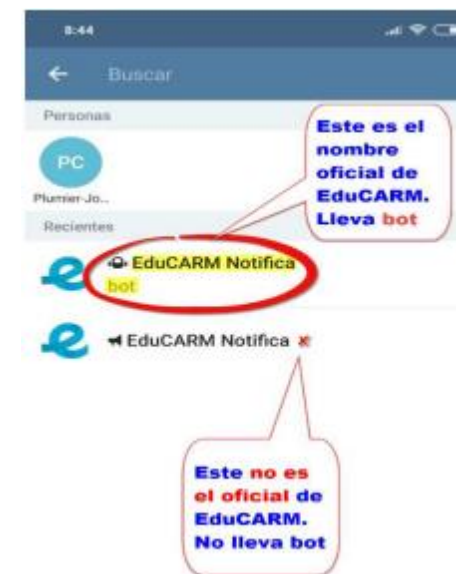 8:44
Buscar
Personas
PC
Plumier-Jo...
Recientes
EduCARM Notifica
bot
EduCARM Notifica
Este es el
nombre
oficial de
EduCARM.
Lleva bot
Este no es
el oficial de
EduCARM.
No lleva bot